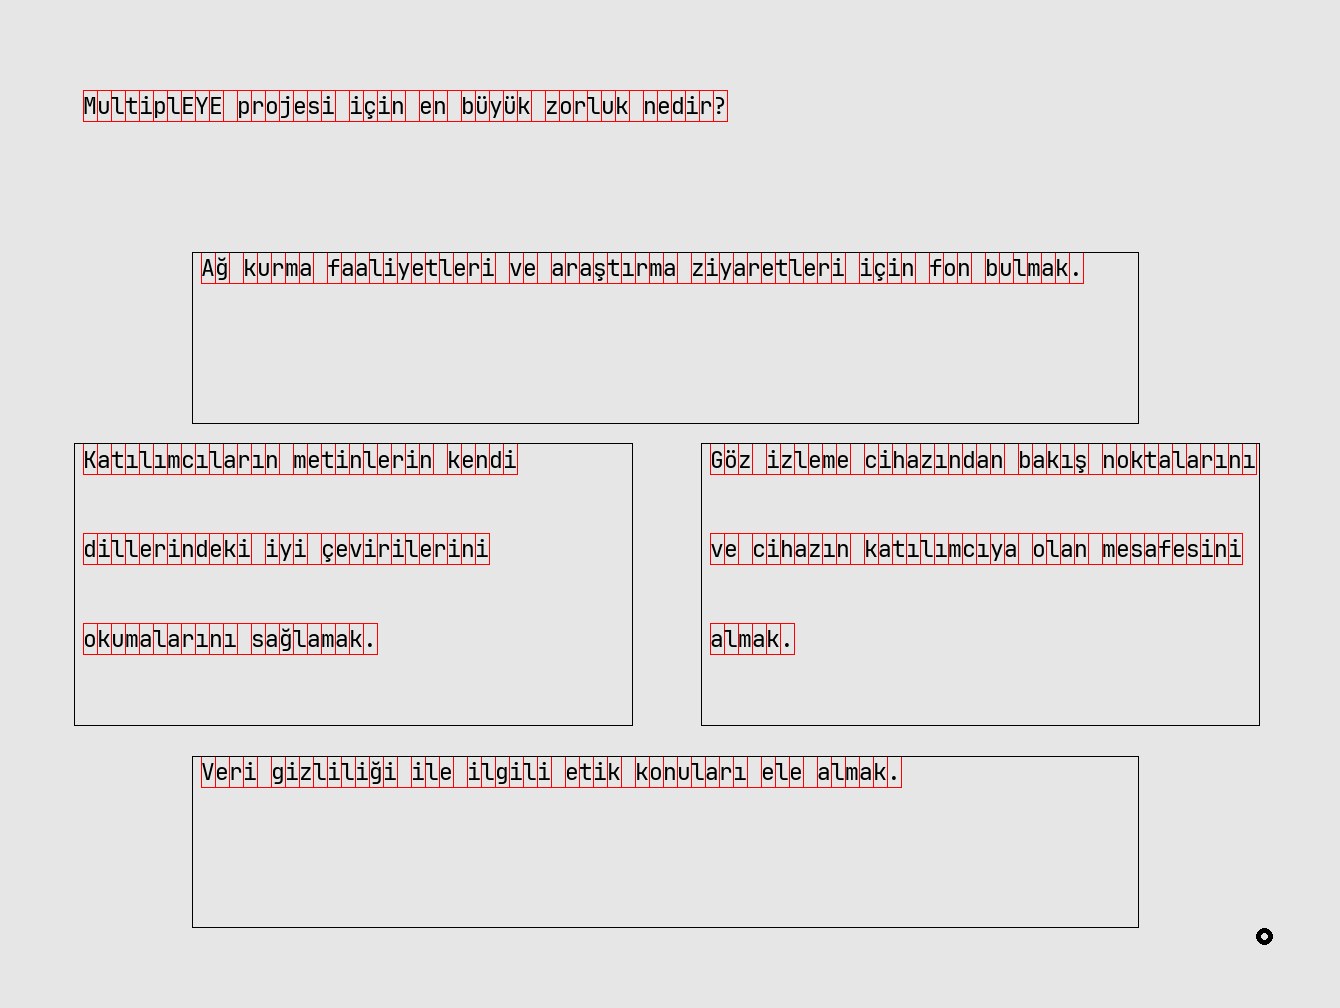 MultiplEYE projesi için en büyük zorluk nedir?
Ağ kurma faaliyetleri ve araştırma ziyaretleri için fon bulmak.
Katılımcıların metinlerin kendi
dillerindeki iyi çevirilerini
okumalarını sağlamak.
Göz izleme cihazından bakış noktalarını
ve cihazın katılımcıya olan mesafesini
almak.
Veri gizliliği ile ilgili etik konuları ele almak.